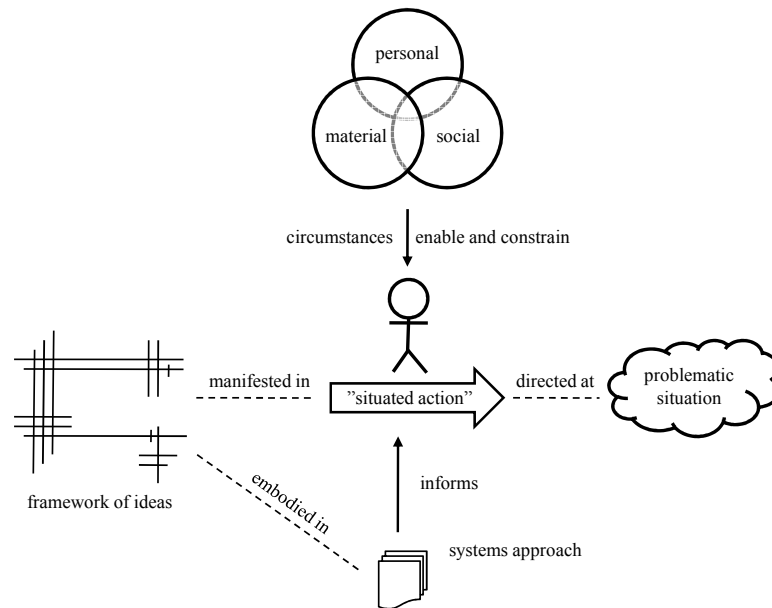 personal
material
social
circumstances
enable and constrain
manifested in
”situated action”
directed at
problematic
situation
framework of ideas
embodied in
informs
systems approach